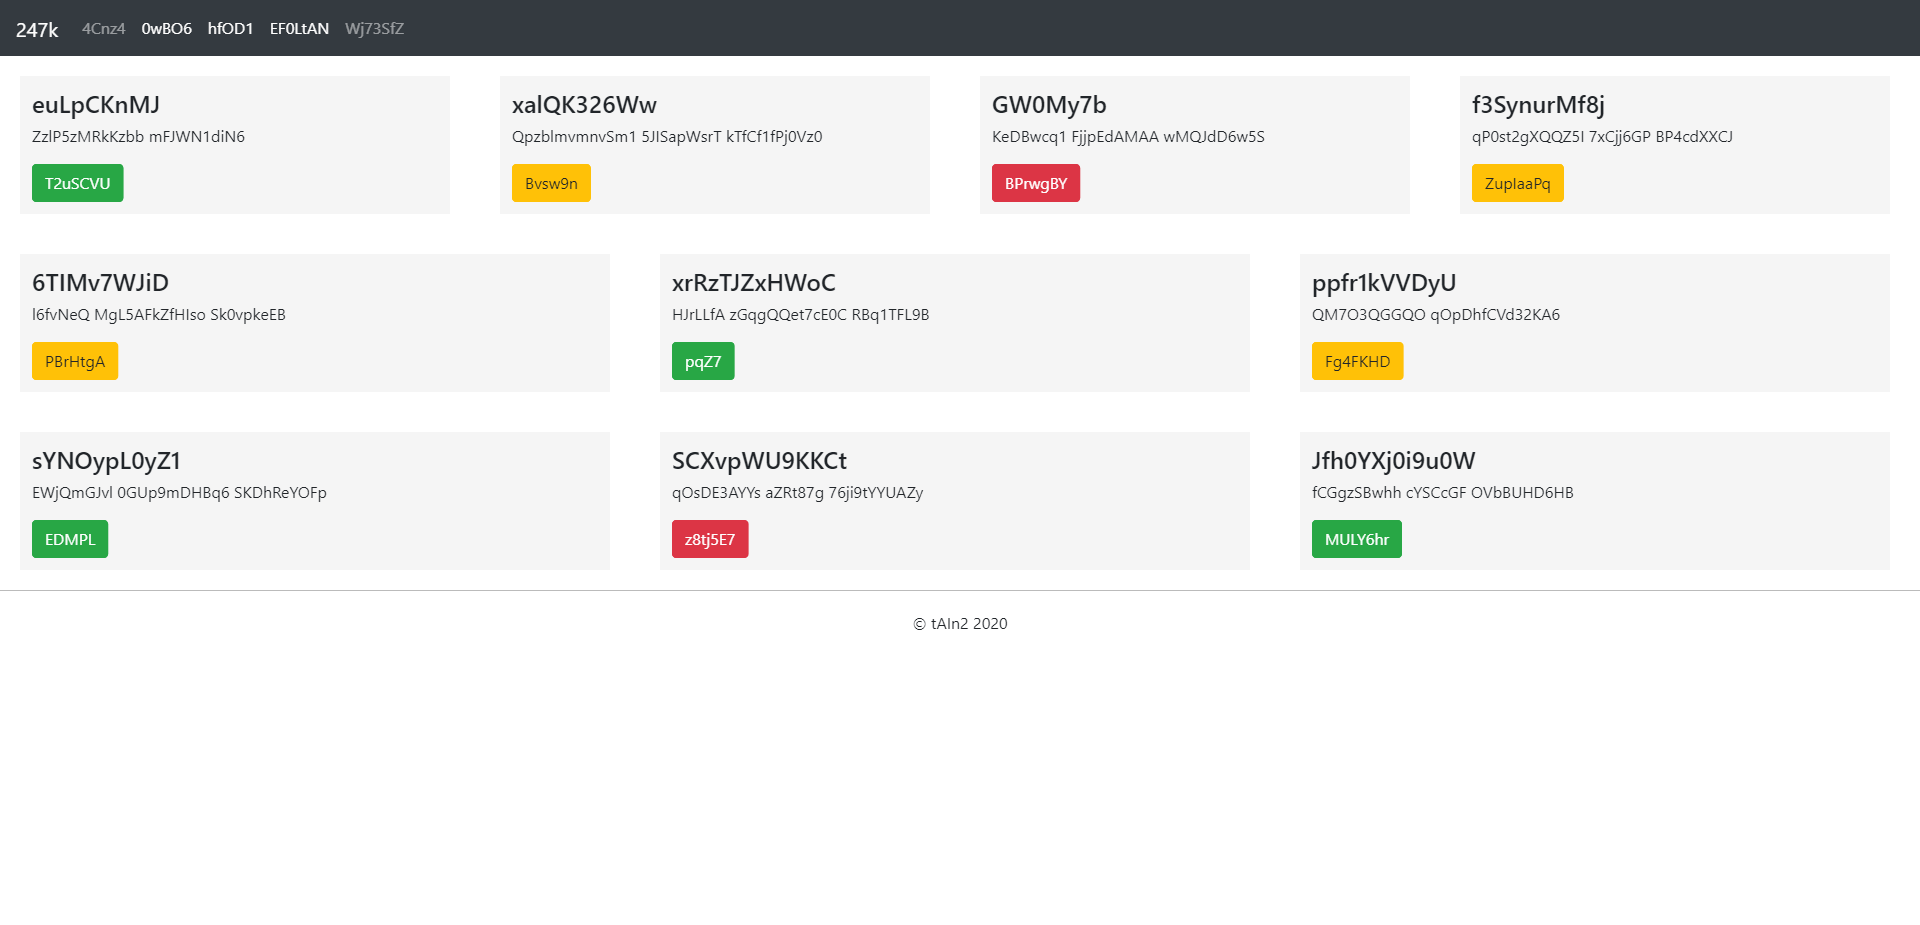 247k 4Cnz4 0wBO6 hfOD1 EF0LtAN Wj73SfZ
euLpCKnMJ
ZzlP5zMRkKzbb mFJWN1diN6
T2uSCVU
xalQK326Ww
QpzblmvmnvSm1 5JISapWsrT kTfCf1fPj0Vz0
Bvsw9n
GW0My7b
KeDBwcq1 FjjpEdAMAA wMQJdD6w5S
BPrwgBY
f3SynurMf8j
qP0st2gXQQZ5I 7xCjj6GP BP4cdXXCJ
ZuplaaPq
6TIMv7WJiD
l6fvNeQ MgL5AFkZfHIso Sk0vpkeEB
PBrHtgA
xrRzTJZxHWoC
HJrLLfA zGqgQQet7cE0C RBq1TFL9B
pqZ7
ppfr1kVVDyU
QM7O3QGGQO qOpDhfCVd32KA6
Fg4FKHD
sYNOypL0yZ1
EWjQmGJvl 0GUp9mDHBq6 SKDhReYOFp
EDMPL
SCXvpWU9KKCt
qOsDE3AYYs aZRt87g 76ji9tYYUAZy
z8tj5E7
Jfh0YXj0i9u0W
fCGgzSBwhh cYSCcGF OVbBUHD6HB
MULY6hr
© tAIn2 2020